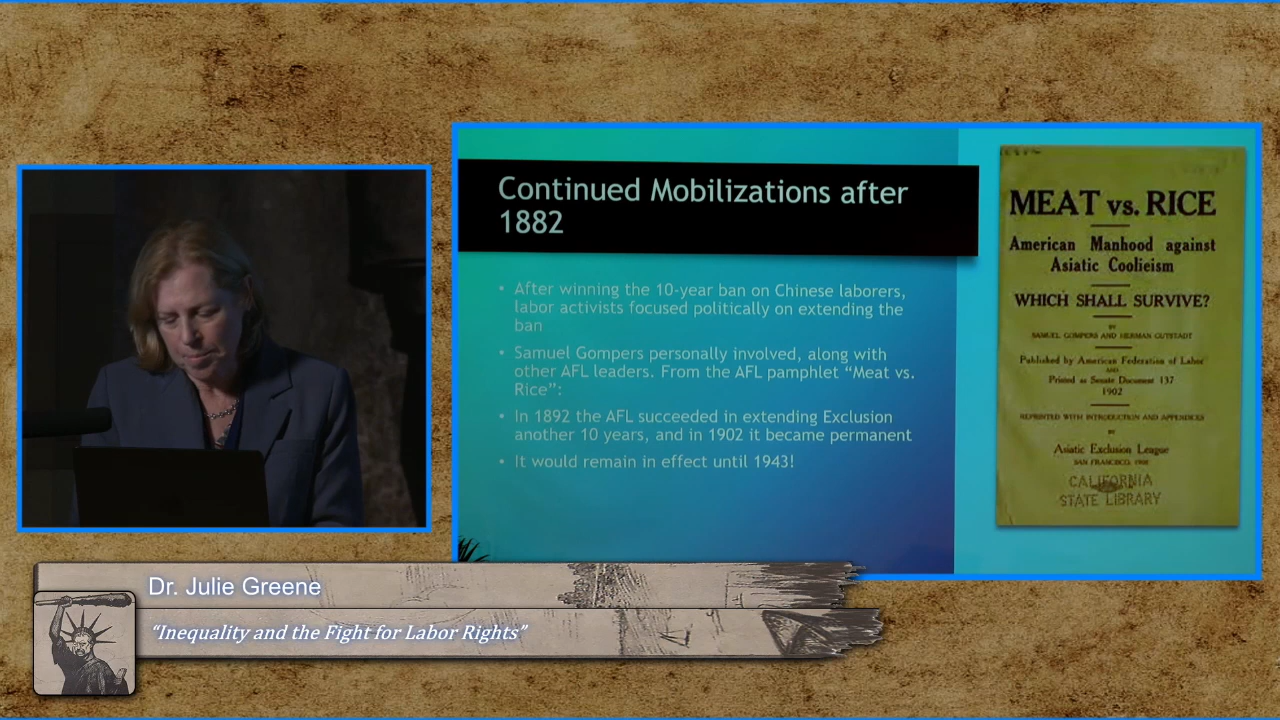 Continued Mobilizations after
1882
• After winning the 10-year ban on Chinese laborers,
labor activists focused politically on extending the
ban
• Samuel Gompers personally involved, along with
other AFL leaders. From the AFL pamphlet “Meat vs.
Rice”:
• In 1892 the AFL succeeded in extending Exclusion
another 10 years, and in 1902 it became permanent
• It would remain in effect until 1943!
MEAT vs. RICE
American Manhood against
Asiatic Coolieism
WHICH SHALL SURVIVE?
BY
SAMUEL GOMPERS AND HERMAN GUTSTADT
Published by American Federation of Labor
AND
Printed as Senate Document 137
1902
REPRINTED WITH INTRODUCTION AND APPENDICES
BY
Asiatic Exclusion League
SAN FRANCISCO, 1908
CALIFORNIA
STATE LIBRARY
Dr. Julie Greene
“Inequality and the Fight for Labor Rights”